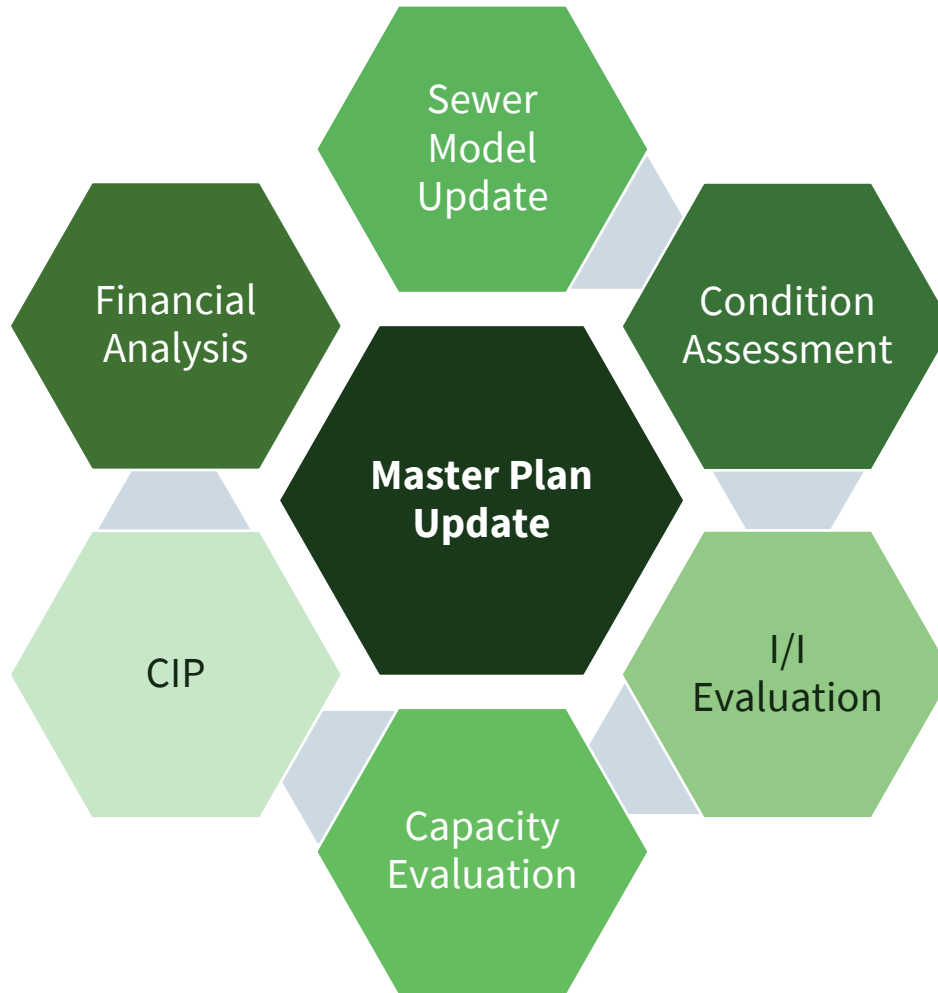 Sewer
Model
Update
Financial
Analysis
Condition
Assessment
Master Plan
Update
CIP
I/I
Evaluation
Capacity
Evaluation